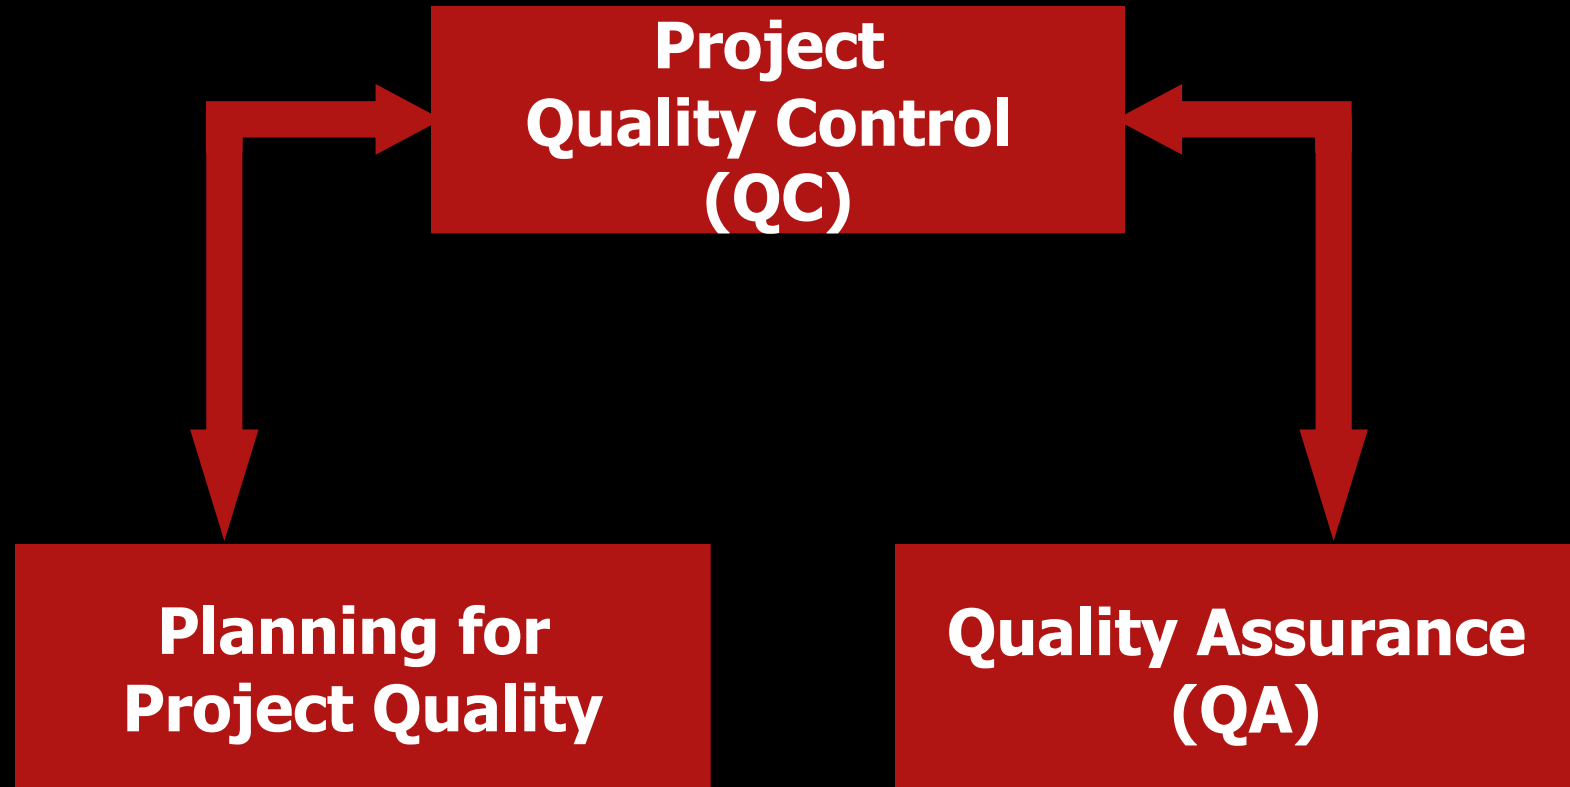 Project
Quality Control
(QC)
Planning for
Project Quality
Quality Assurance
(QA)